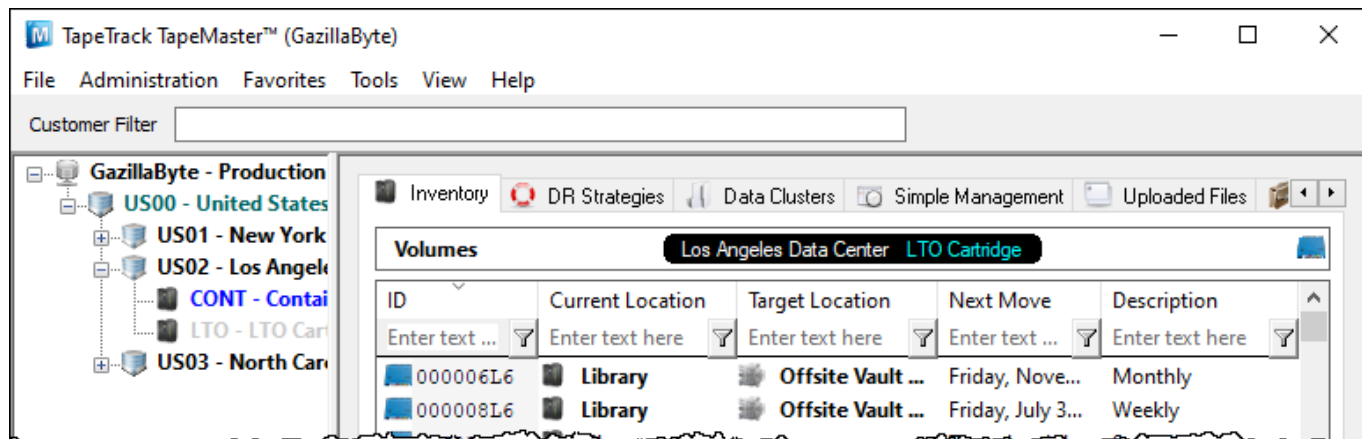 TapeTrack TapeMaster™ (GazillaByte)
File Administration Favorites Tools View Help
Customer Filter
GazillaByte - Production
US00 - United States
US01 - New York
US02 - Los Angele
CONT - Contai
LTO - LTO Cart
US03 - North Car
Inventory DR Strategies Data Clusters Simple Management Uploaded Files
Volumes Los Angeles Data Center LTO Cartridge
ID Current Location Target Location Next Move Description
Enter text ... Enter text here Enter text here Enter text ... Enter text here
000006L6 Library Offsite Vault ... Friday, Nove... Monthly
000008L6 Library Offsite Vault ... Friday, July 3... Weekly